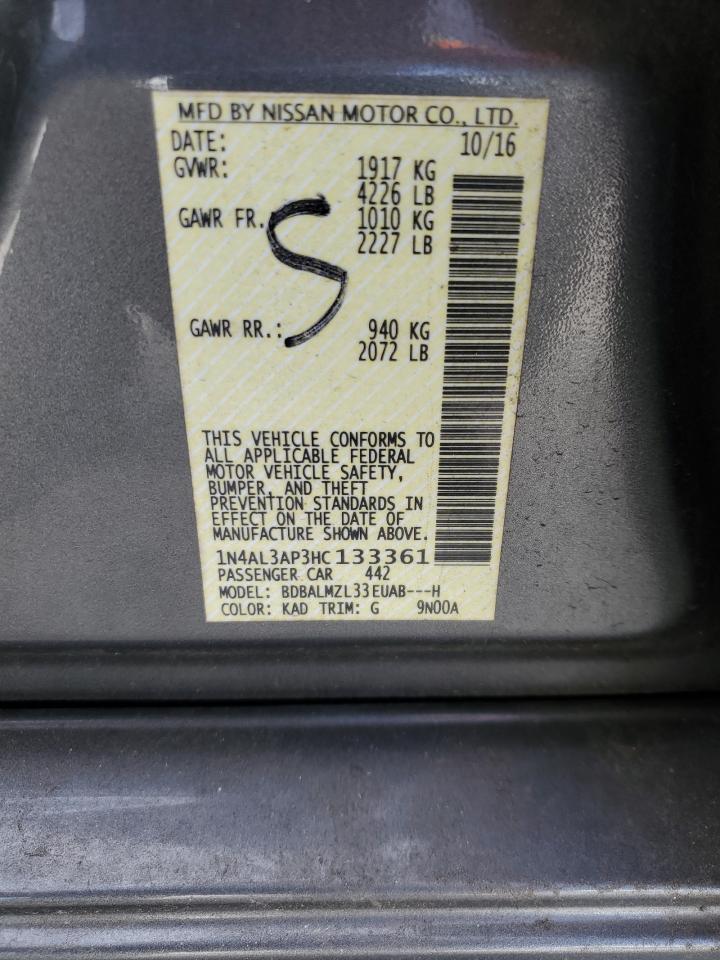 MFD BY NISSAN MOTOR CO., LTD.
DATE: 10/16
GVWR: 1917 KG
4226 LB
GAWR FR. 1010 KG
2227 LB
S
GAWR RR.: 940 KG
2072 LB
THIS VEHICLE CONFORMS TO
ALL APPLICABLE FEDERAL
MOTOR VEHICLE SAFETY,
BUMPER, AND THEFT
PREVENTION STANDARDS IN
EFFECT ON THE DATE OF
MANUFACTURE SHOWN ABOVE.
1N4AL3AP3HC133361
PASSENGER CAR 442
MODEL: BDBALMZL33EUAB---H
COLOR: KAD TRIM: G 9N00A